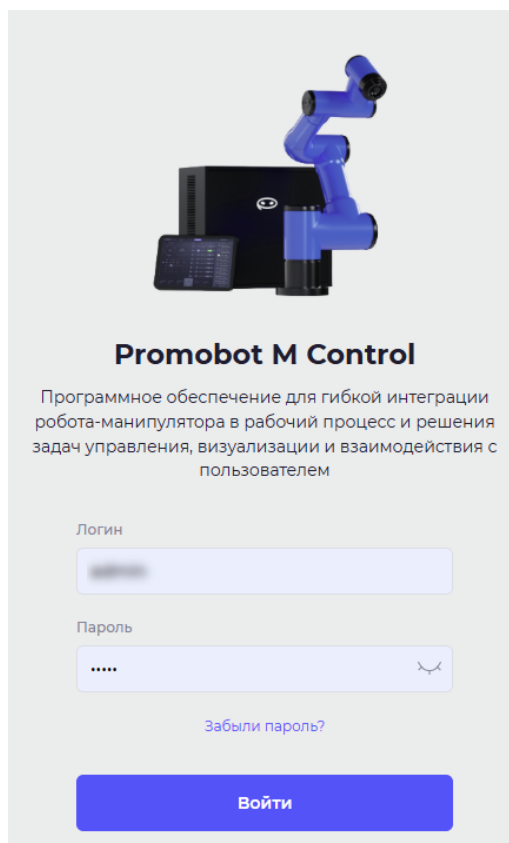 Promobot M Control
Программное обеспечение для гибкой интеграции
робота-манипулятора в рабочий процесс и решения
задач управления, визуализации и взаимодействия с
пользователем
Логин
Пароль
•••••
Забыли пароль?
Войти